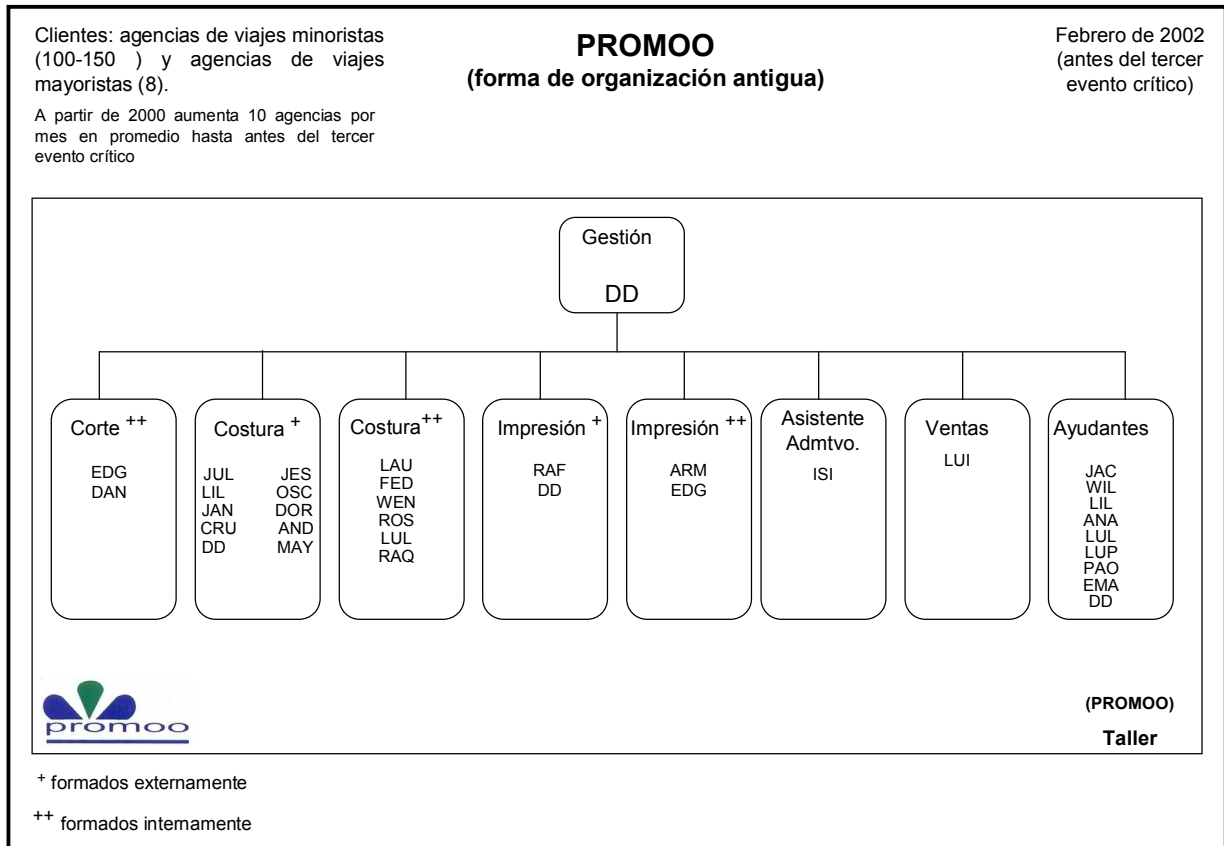 Clientes: agencias de viajes minoristas
(100-150 ) y agencias de viajes
mayoristas (8).
A partir de 2000 aumenta 10 agencias por
mes en promedio hasta antes del tercer
evento crítico
PROMOO
(forma de organización antigua)
Febrero de 2002
(antes del tercer
evento crítico)
Gestión
DD
Corte ++
EDG
DAN
Costura +
JUL JES
LIL OSC
JAN DOR
CRU AND
DD MAY
Costura++
LAU
FED
WEN
ROS
LUL
RAQ
Impresión +
RAF
DD
Impresión ++
ARM
EDG
Asistente
Admtvo.
ISI
Ventas
LUI
Ayudantes
JAC
WIL
LIL
ANA
LUL
LUP
PAO
EMA
DD
promoo
(PROMOO)
Taller
+ formados externamente
++ formados internamente